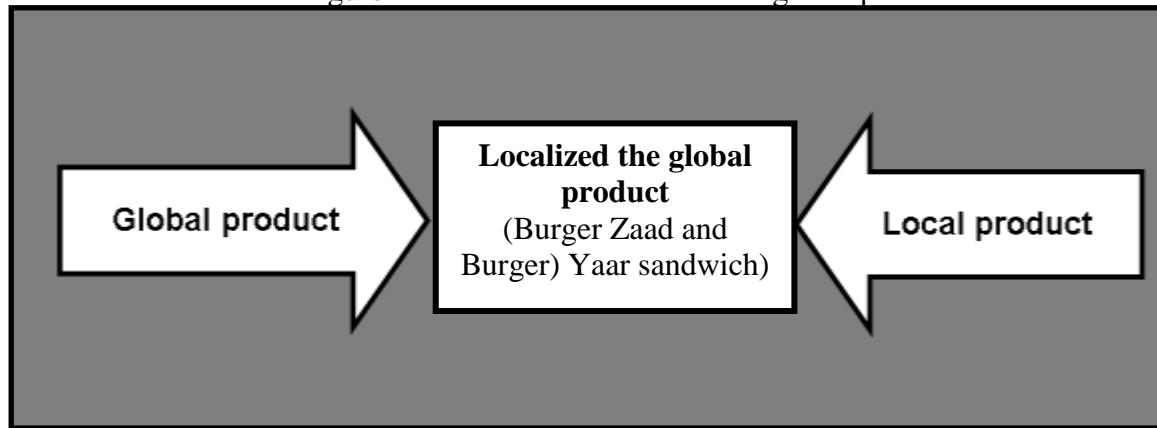 Global product
Localized the global
product
(Burger Zaad and
Burger) Yaar sandwich)
Local product